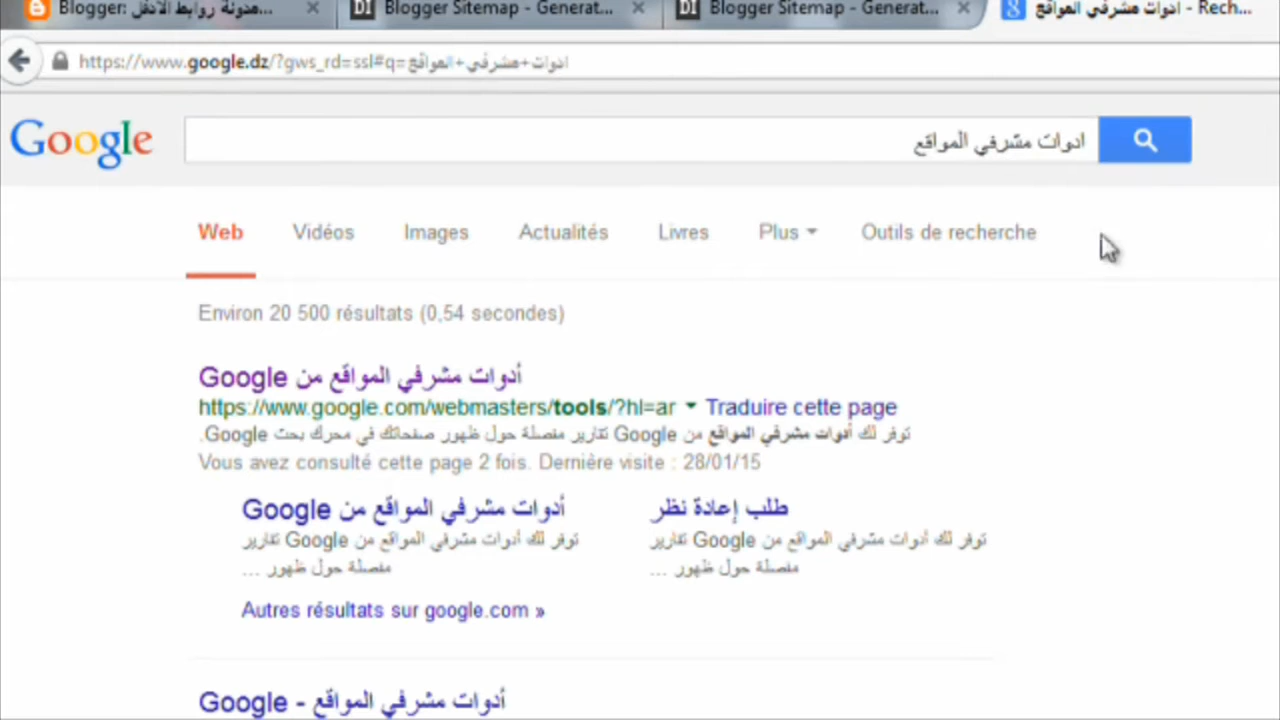 Blogger: مدونة روابط الانفل...
Blogger Sitemap - Generat...
Blogger Sitemap - Generat...
ادوات مشرفي المواقع - Rech...
https://www.google.dz/?gws_rd=ssl#q=ادوات+مشرفي+المواقع
Google
ادوات مشرفي المواقع
Web Vidéos Images Actualités Livres Plus Outils de recherche
Environ 20 500 résultats (0,54 secondes)
أدوات مشرفي المواقع من Google
https://www.google.com/webmasters/tools/?hl=ar Traduire cette page
توفر لك أدوات مشرفي المواقع من Google تقارير مفصلة حول ظهور صفحاتك في محرك بحث Google.
Vous avez consulté cette page 2 fois. Dernière visite : 28/01/15
أدوات مشرفي المواقع من Google
توفر لك أدوات مشرفي المواقع من Google تقارير
مفصلة حول ظهور ...
طلب إعادة نظر
توفر لك أدوات مشرفي المواقع من Google تقارير
مفصلة حول ظهور ...
Autres résultats sur google.com »
أدوات مشرفي المواقع - Google